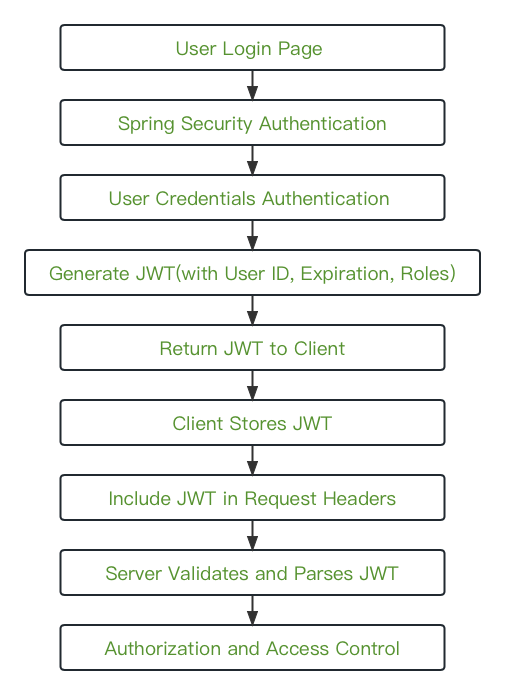 User Login Page
Spring Security Authentication
User Credentials Authentication
Generate JWT(with User ID, Expiration, Roles)
Return JWT to Client
Client Stores JWT
Include JWT in Request Headers
Server Validates and Parses JWT
Authorization and Access Control